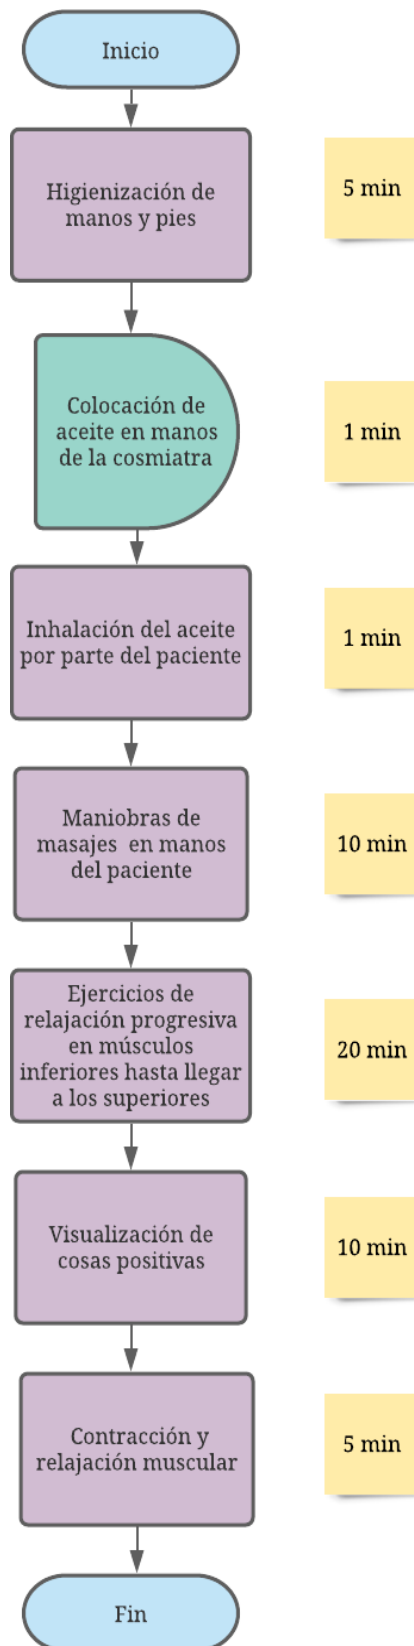 Inicio
Higienización de
manos y pies
5 min
Colocación de
aceite en manos
de la cosmiatra
1 min
Inhalación del aceite
por parte del paciente
1 min
Maniobras de
masajes en manos
del paciente
10 min
Ejercicios de
relajación progresiva
en músculos
inferiores hasta llegar
a los superiores
20 min
Visualización de
cosas positivas
10 min
Contracción y
relajación muscular
5 min
Fin